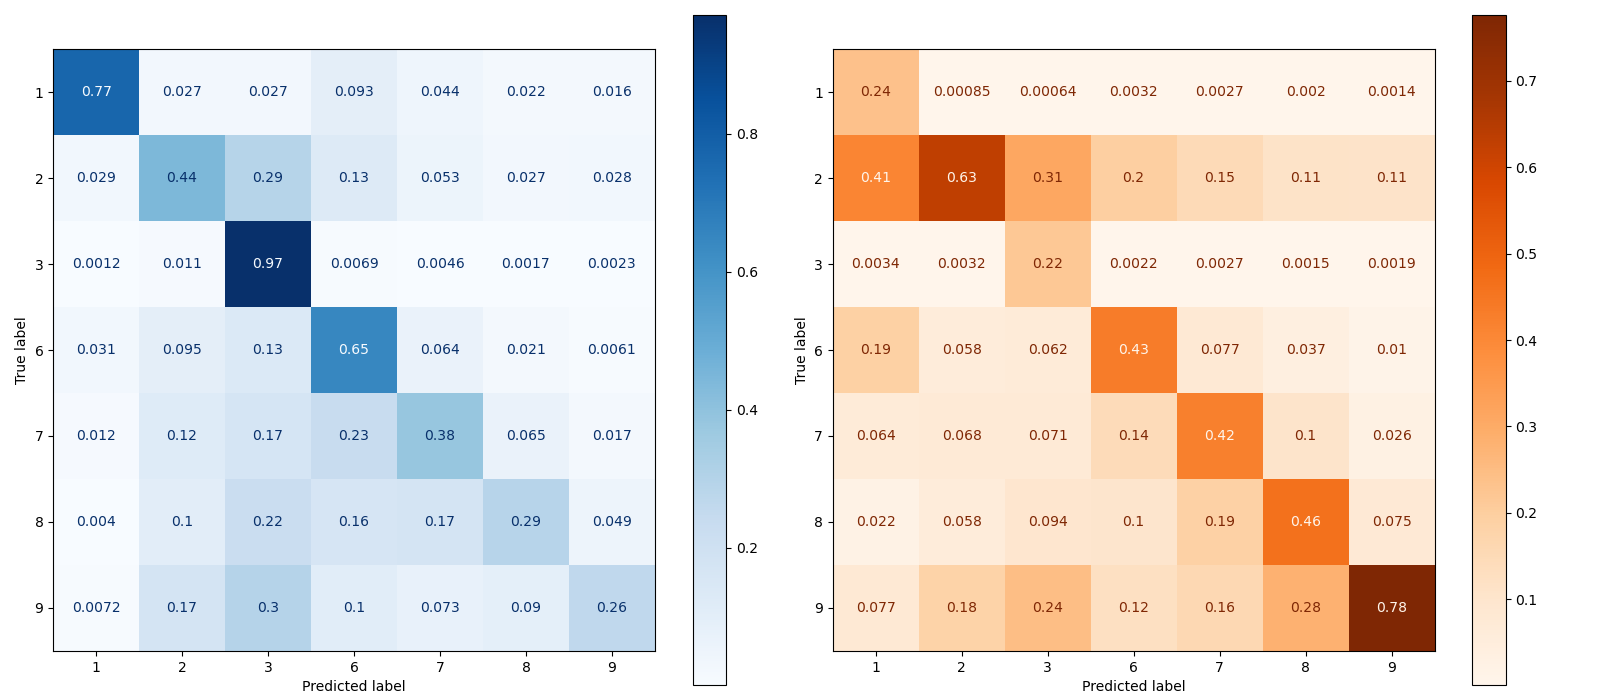 1 0.77 0.027 0.027 0.093 0.044 0.022 0.016
2 0.029 0.44 0.29 0.13 0.053 0.027 0.028
3 0.0012 0.011 0.97 0.0069 0.0046 0.0017 0.0023
6 0.031 0.095 0.13 0.65 0.064 0.021 0.0061
7 0.012 0.12 0.17 0.23 0.38 0.065 0.017
8 0.004 0.1 0.22 0.16 0.17 0.29 0.049
9 0.0072 0.17 0.3 0.1 0.073 0.09 0.26
1 2 3 6 7 8 9
Predicted label
True label
0.8
0.6
0.4
0.2
1 0.24 0.00085 0.00064 0.0032 0.0027 0.002 0.0014
2 0.41 0.63 0.31 0.2 0.15 0.11 0.11
3 0.0034 0.0032 0.22 0.0022 0.0027 0.0015 0.0019
6 0.19 0.058 0.062 0.43 0.077 0.037 0.01
7 0.064 0.068 0.071 0.14 0.42 0.1 0.026
8 0.022 0.058 0.094 0.1 0.19 0.46 0.075
9 0.077 0.18 0.24 0.12 0.16 0.28 0.78
1 2 3 6 7 8 9
Predicted label
True label
0.7
0.6
0.5
0.4
0.3
0.2
0.1